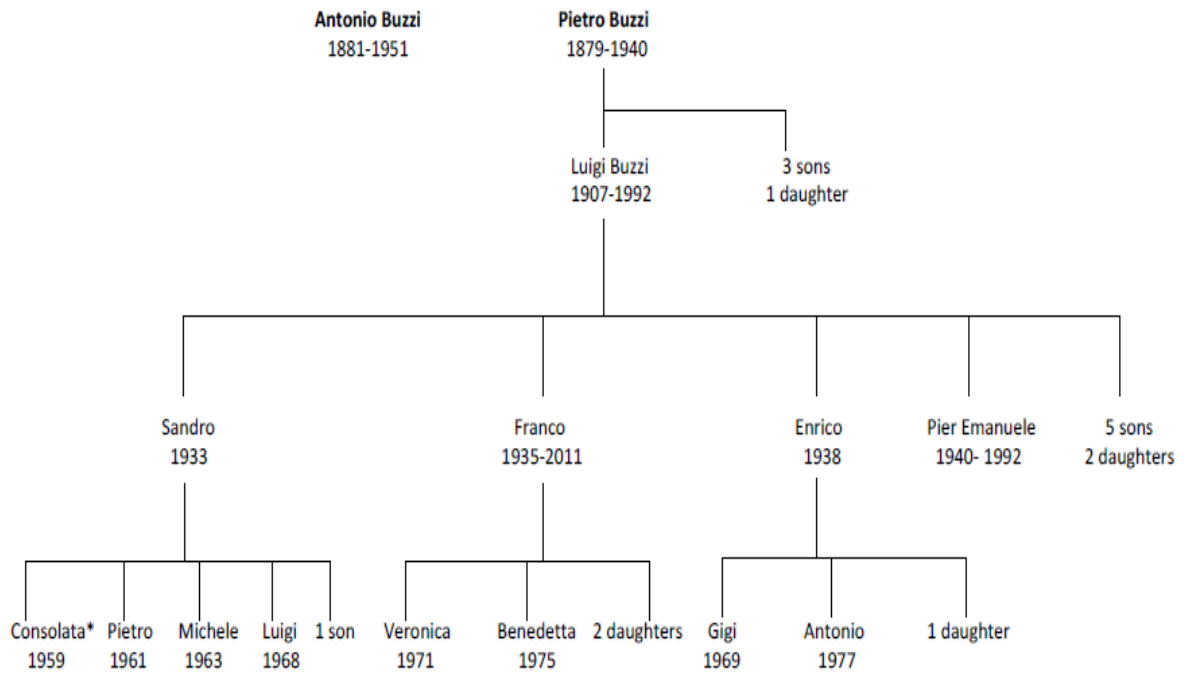 Antonio Buzzi Pietro Buzzi
1881-1951 1879-1940
Luigi Buzzi 3 sons
1907-1992 1 daughter
Sandro Franco Enrico Pier Emanuele 5 sons
1933 1935-2011 1938 1940- 1992 2 daughters
Consolata* Pietro Michele Luigi 1 son Veronica Benedetta 2 daughters Gigi Antonio 1 daughter
1959 1961 1963 1968 1971 1975 1969 1977